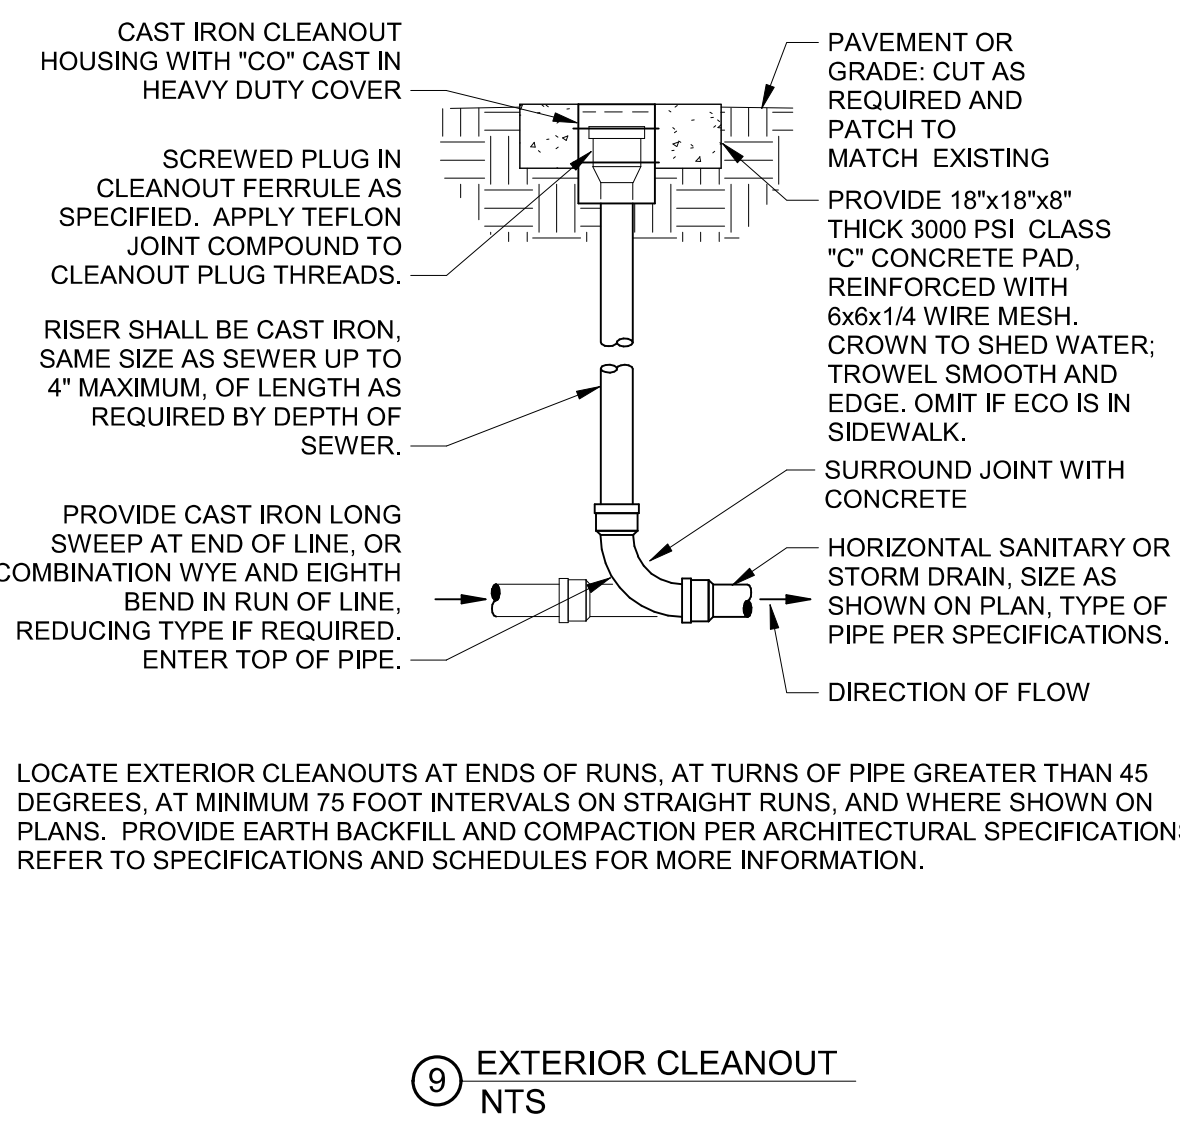 CAST IRON CLEANOUT
HOUSING WITH "CO" CAST IN
HEAVY DUTY COVER
SCREWED PLUG IN
CLEANOUT FERRULE AS
SPECIFIED. APPLY TEFLON
JOINT COMPOUND TO
CLEANOUT PLUG THREADS.
RISER SHALL BE CAST IRON,
SAME SIZE AS SEWER UP TO
4" MAXIMUM, OF LENGTH AS
REQUIRED BY DEPTH OF
SEWER.
PROVIDE CAST IRON LONG
SWEEP AT END OF LINE, OR
COMBINATION WYE AND EIGHTH
BEND IN RUN OF LINE,
REDUCING TYPE IF REQUIRED.
ENTER TOP OF PIPE.
PAVEMENT OR
GRADE: CUT AS
REQUIRED AND
PATCH TO
MATCH EXISTING
PROVIDE 18"x18"x8"
THICK 3000 PSI CLASS
"C" CONCRETE PAD,
REINFORCED WITH
6x6x1/4 WIRE MESH.
CROWN TO SHED WATER;
TROWEL SMOOTH AND
EDGE. OMIT IF ECO IS IN
SIDEWALK.
SURROUND JOINT WITH
CONCRETE
HORIZONTAL SANITARY OR
STORM DRAIN, SIZE AS
SHOWN ON PLAN, TYPE OF
PIPE PER SPECIFICATIONS.
DIRECTION OF FLOW
LOCATE EXTERIOR CLEANOUTS AT ENDS OF RUNS, AT TURNS OF PIPE GREATER THAN 45
DEGREES, AT MINIMUM 75 FOOT INTERVALS ON STRAIGHT RUNS, AND WHERE SHOWN ON
PLANS. PROVIDE EARTH BACKFILL AND COMPACTION PER ARCHITECTURAL SPECIFICATIONS
REFER TO SPECIFICATIONS AND SCHEDULES FOR MORE INFORMATION.
9 EXTERIOR CLEANOUT
NTS